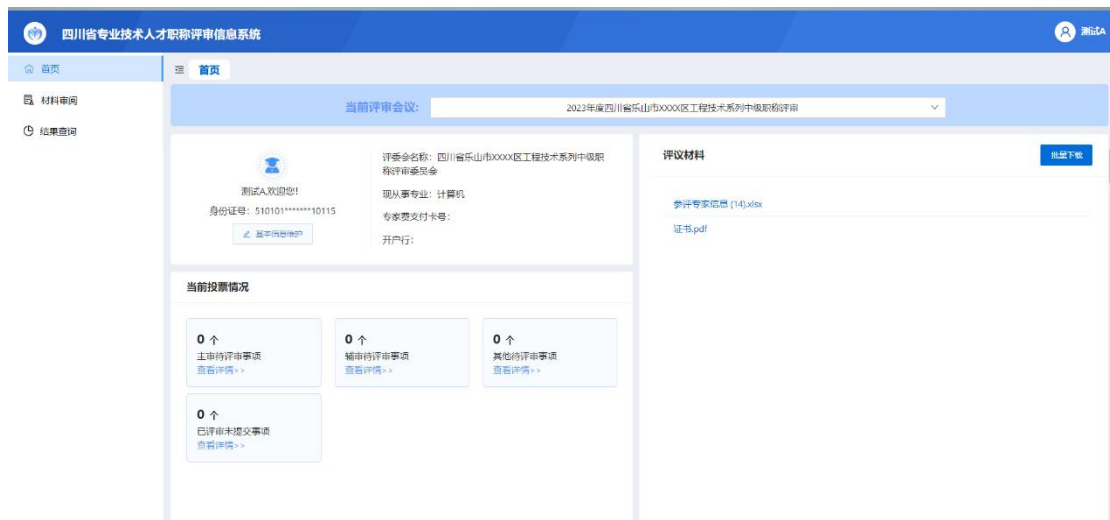 四川省专业技术人才职称评审信息系统
测试A
首页
材料审阅
结果查询
首页
当前评审会议:
2023年度四川省乐山市XXXX区工程技术系列中级职称评审
测试A,欢迎您!!
身份证号: 510101*******10115
基本信息维护
评委会名称: 四川省乐山市XXXX区工程技术系列中级职
称评审委员会
现从事专业: 计算机
专家费支付卡号:
开户行:
评议材料
批量下载
参评专家信息 (14).xlsx
证书.pdf
当前投票情况
0 个
主审待评审事项
查看详情>>
0 个
辅审待评审事项
查看详情>>
0 个
其他待评审事项
查看详情>>
0 个
已评审未提交事项
查看详情>>